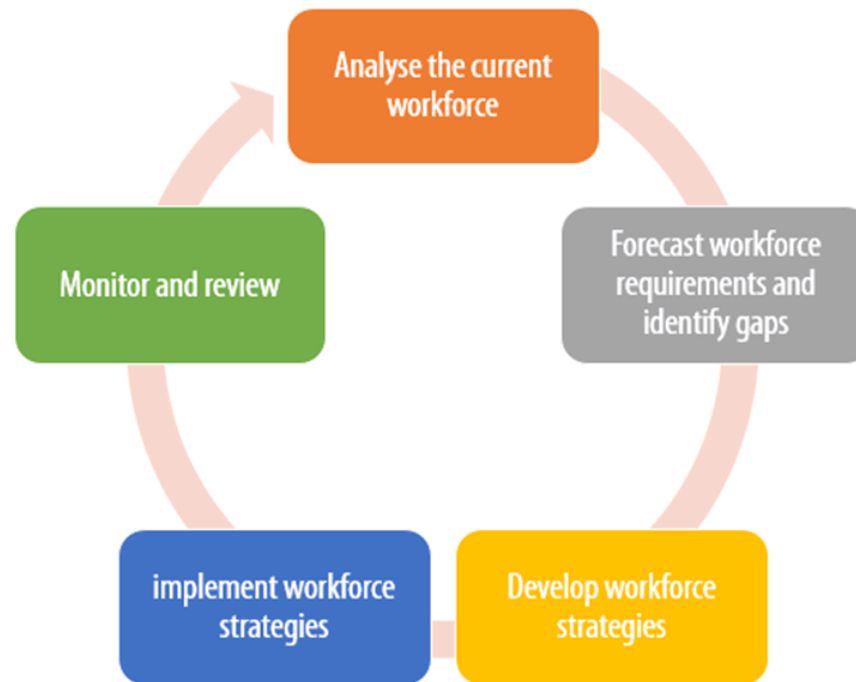 Analyse the current
workforce
Forecast workforce
requirements and
identify gaps
Develop workforce
strategies
implement workforce
strategies
Monitor and review